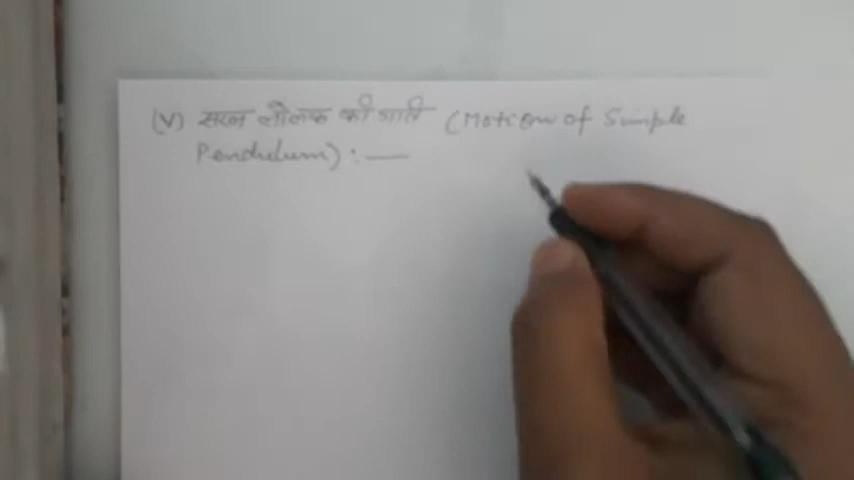 (V) सरल लोलक की गति (Motion of Simple
Pendulum) : —